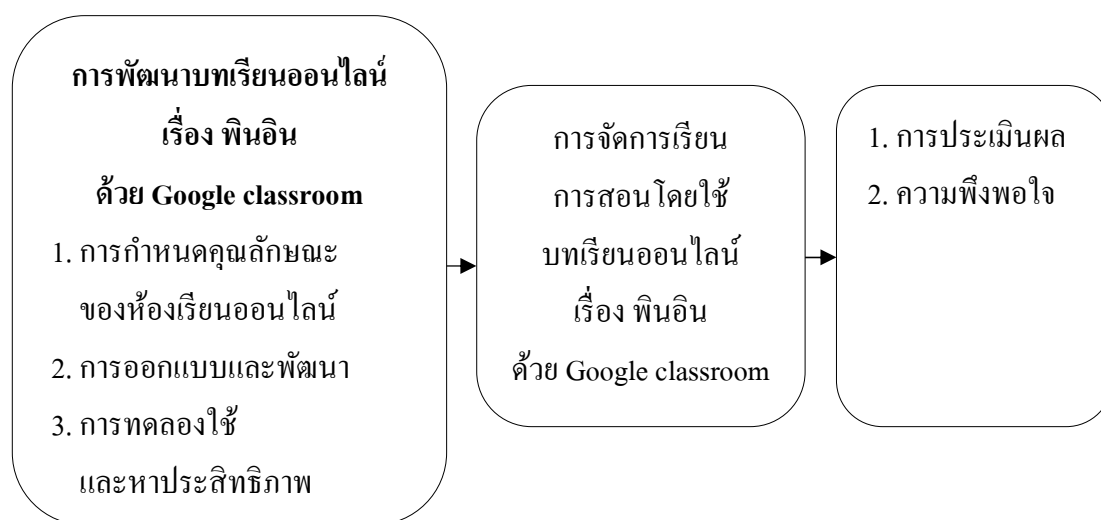 การพัฒนาบทเรียนออนไลน์
เรื่อง พินอิน
ด้วย Google classroom
1. การกำหนดคุณลักษณะ
ของห้องเรียนออนไลน์
2. การออกแบบและพัฒนา
3. การทดลองใช้
และหาประสิทธิภาพ
การจัดการเรียน
การสอนโดยใช้
บทเรียนออนไลน์
เรื่อง พินอิน
ด้วย Google classroom
1. การประเมินผล
2. ความพึงพอใจ